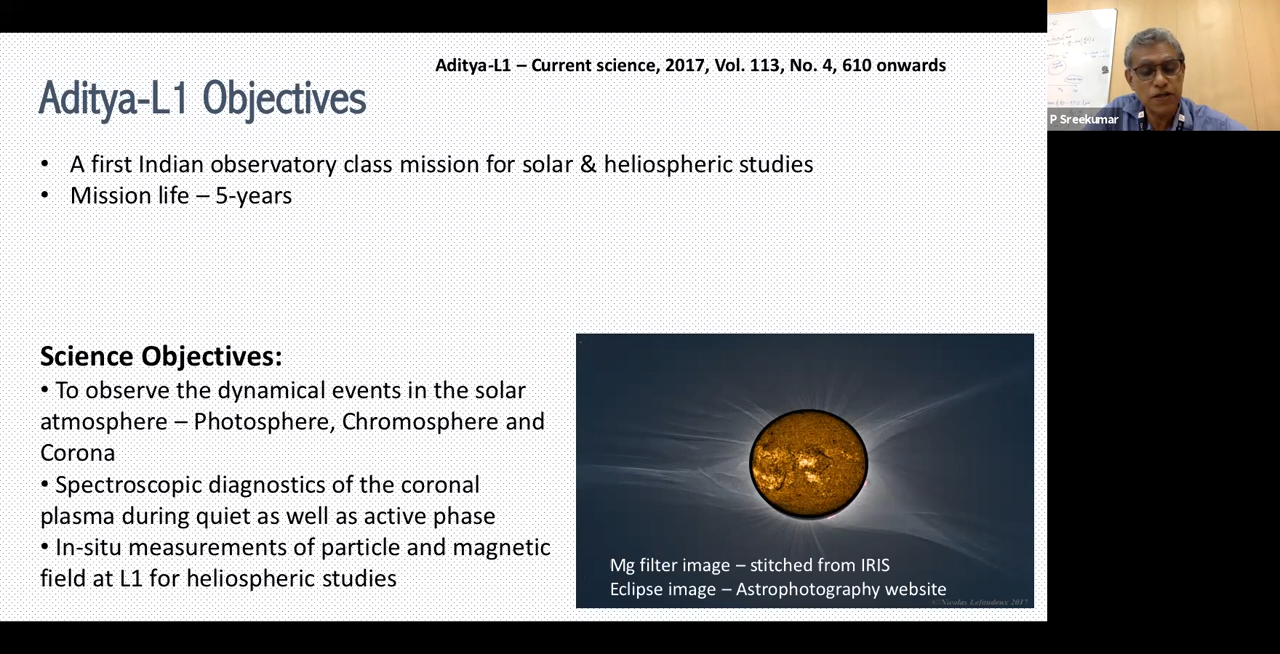 Aditya-L1 – Current science, 2017, Vol. 113, No. 4, 610 onwards
Aditya-L1 Objectives
• A first Indian observatory class mission for solar & heliospheric studies
• Mission life – 5-years
Science Objectives:
• To observe the dynamical events in the solar
atmosphere – Photosphere, Chromosphere and
Corona
• Spectroscopic diagnostics of the coronal
plasma during quiet as well as active phase
• In-situ measurements of particle and magnetic
field at L1 for heliospheric studies
Mg filter image – stitched from IRIS
Eclipse image – Astrophotography website
© Nicolas Lefaudeux 2017
P Sreekumar